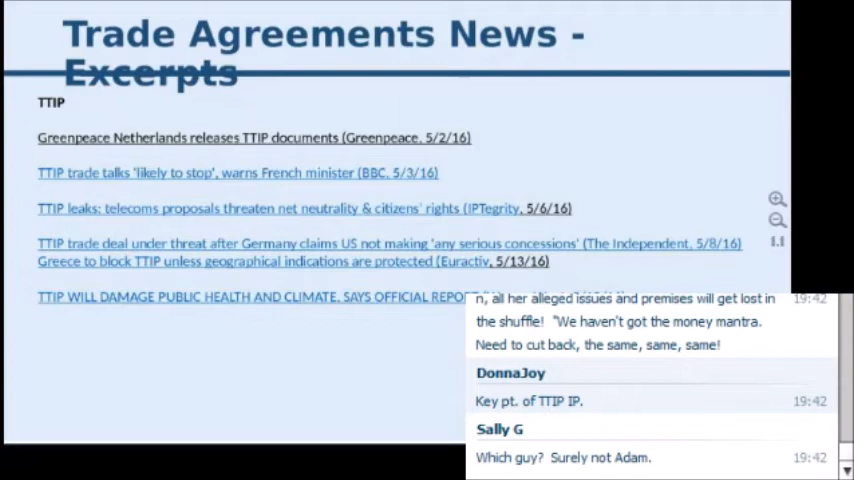 Trade Agreements News -
Excerpts
TTIP
Greenpeace Netherlands releases TTIP documents (Greenpeace, 5/2/16)
TTIP trade talks 'likely to stop', warns French minister (BBC, 5/3/16)
TTIP leaks: telecoms proposals threaten net neutrality & citizens' rights (IPTegrity, 5/6/16)
TTIP trade deal under threat after Germany claims US not making 'any serious concessions' (The Independent, 5/8/16)
Greece to block TTIP unless geographical indications are protected (Euractiv, 5/13/16)
TTIP WILL DAMAGE PUBLIC HEALTH AND CLIMATE, SAYS OFFICIAL REPORT
1:1
n, all her alleged issues and premises will get lost in 19:42
the shuffle! "We haven't got the money mantra.
Need to cut back, the same, same, same!
DonnaJoy
Key pt. of TTIP IP. 19:42
Sally G
Which guy? Surely not Adam. 19:42